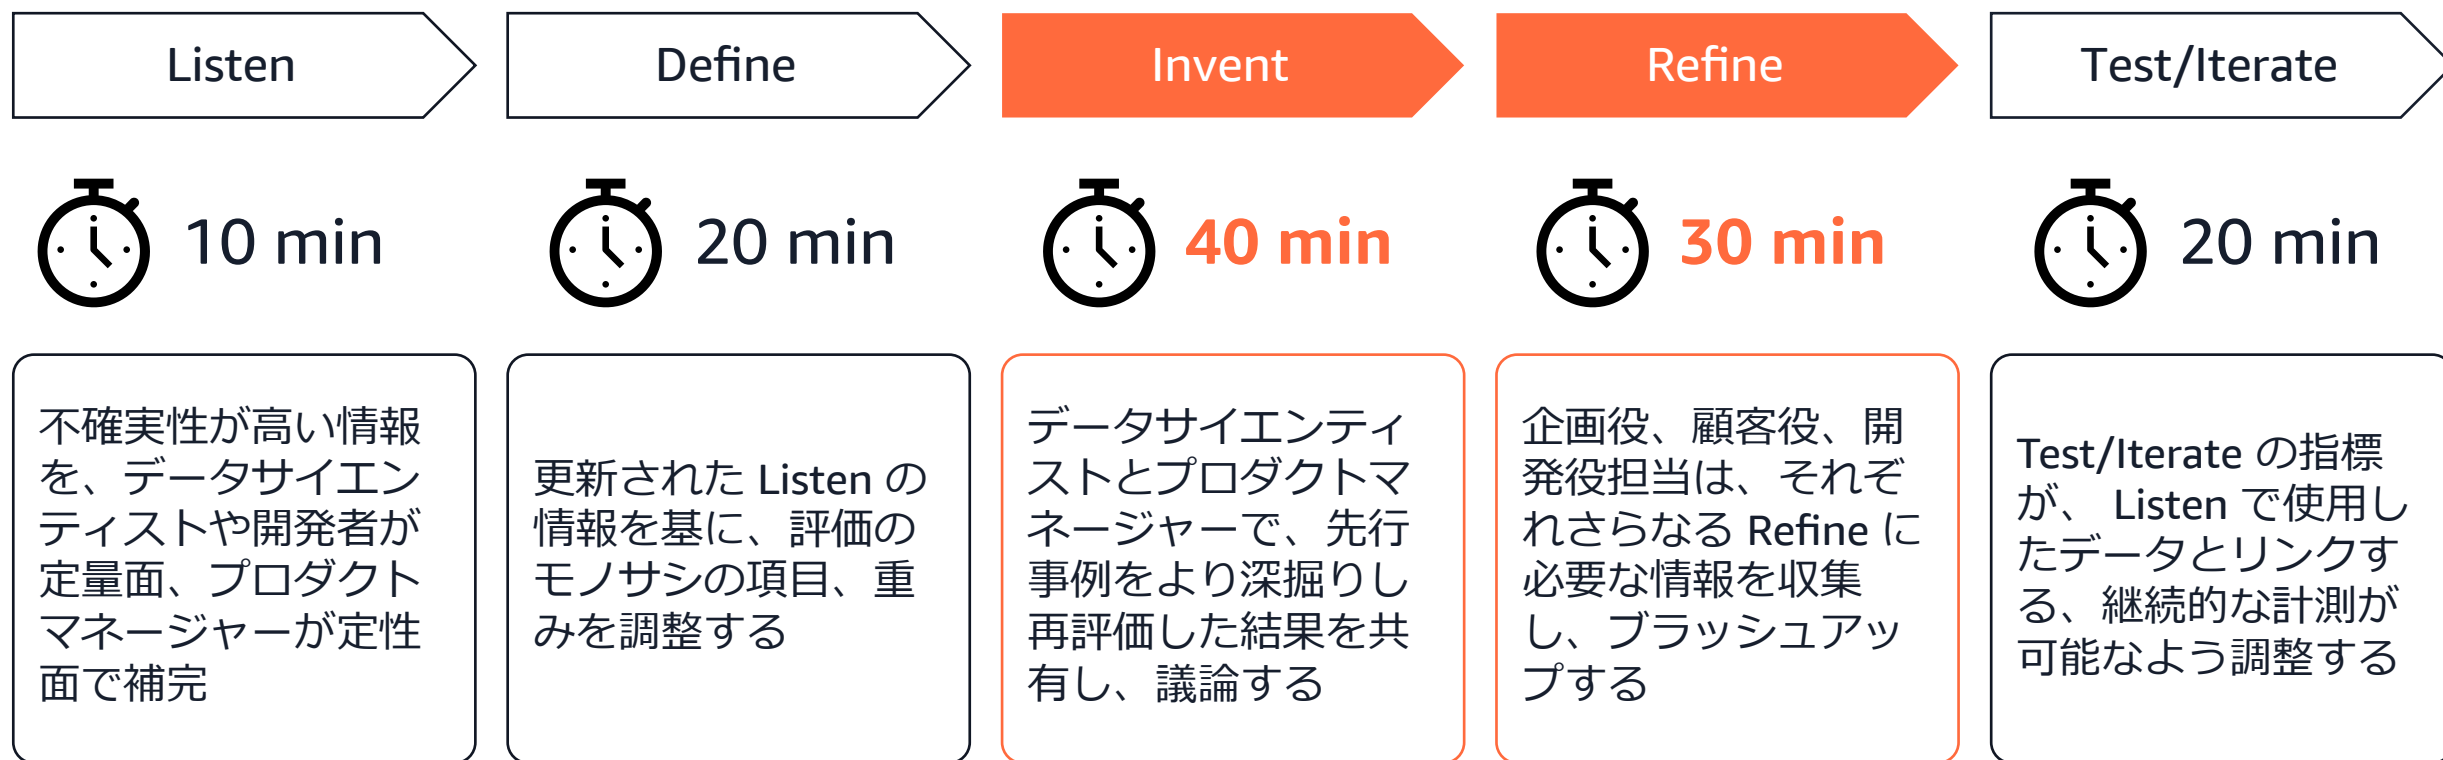 Listen
Define
Invent
Refine
Test/Iterate
10 min
20 min
40 min
30 min
20 min
不確実性が高い情報
を、データサイエン
ティストや開発者が
定量面、プロダクト
マネージャーが定性
面で補完
更新された Listen の
情報を基に、評価の
モノサシの項目、重
みを調整する
データサイエンティ
ストとプロダクトマ
ネージャーで、先行
事例をより深掘りし
再評価した結果を共
有し、議論する
企画役、顧客役、開
発役担当は、それぞ
れさらなる Refine に
必要な情報を収集
し、ブラッシュアッ
プする
Test/Iterate の指標
が、 Listen で使用し
たデータとリンクす
る、継続的な計測が
可能なよう調整する